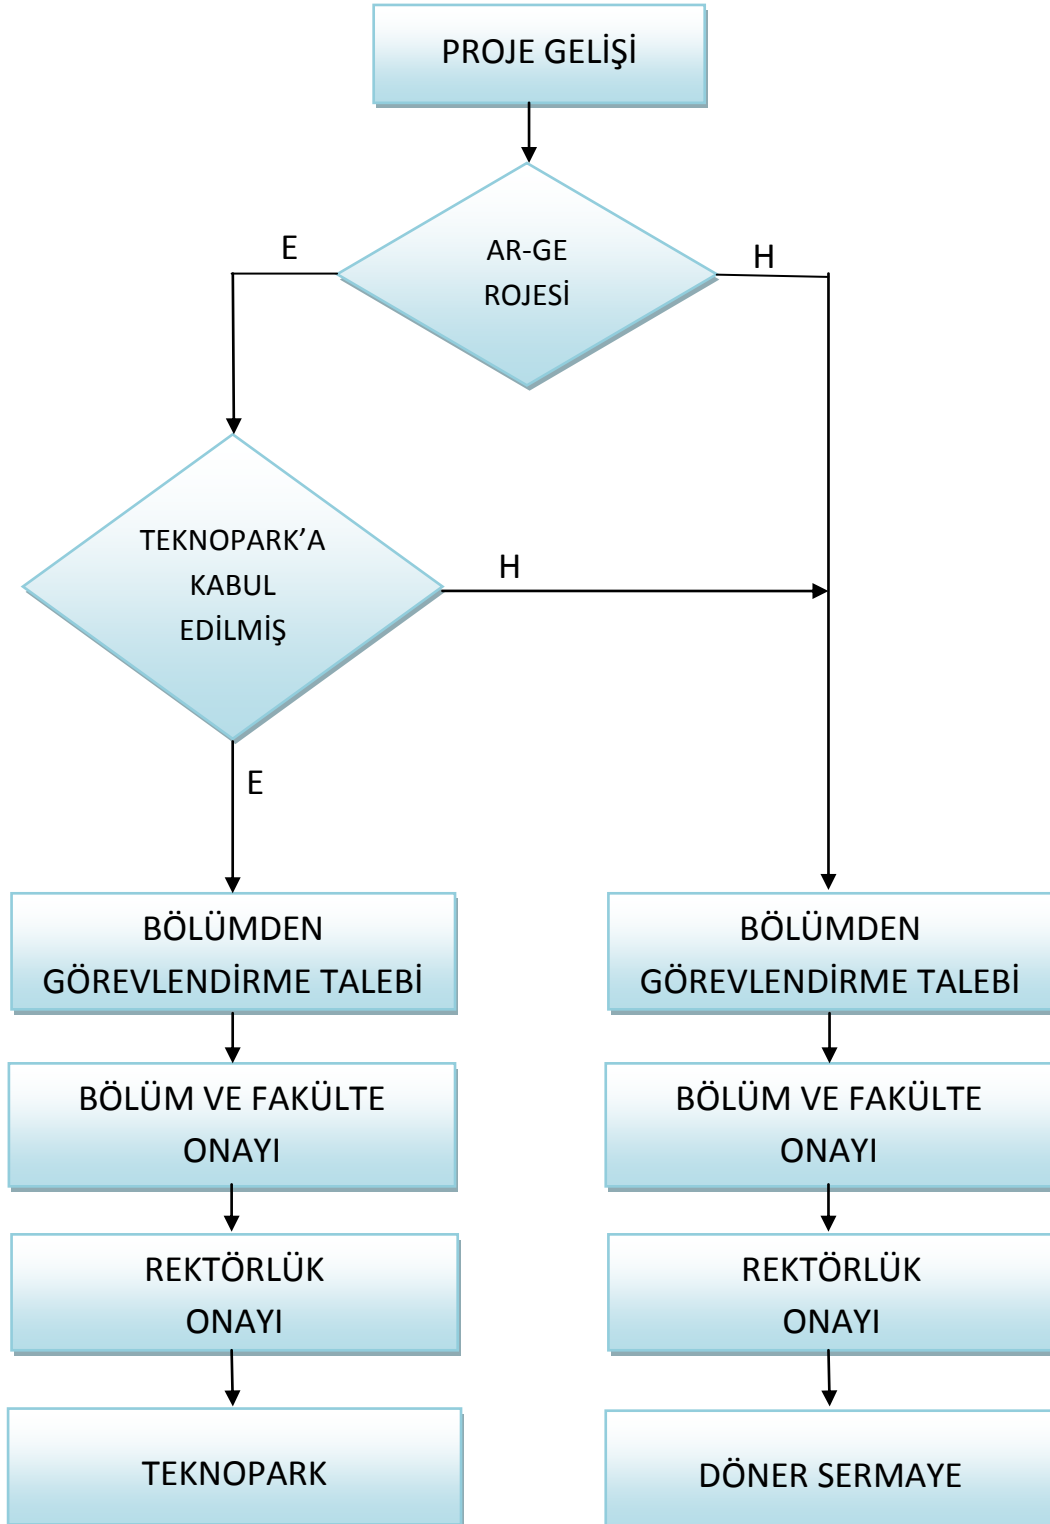 PROJE GELİŞİ
E
AR-GE
ROJESİ
H
TEKNOPARK’A
KABUL
EDİLMİŞ
H
E
BÖLÜMDEN
GÖREVLENDİRME TALEBİ
BÖLÜM VE FAKÜLTE
ONAYI
REKTÖRLÜK
ONAYI
TEKNOPARK
BÖLÜMDEN
GÖREVLENDİRME TALEBİ
BÖLÜM VE FAKÜLTE
ONAYI
REKTÖRLÜK
ONAYI
DÖNER SERMAYE